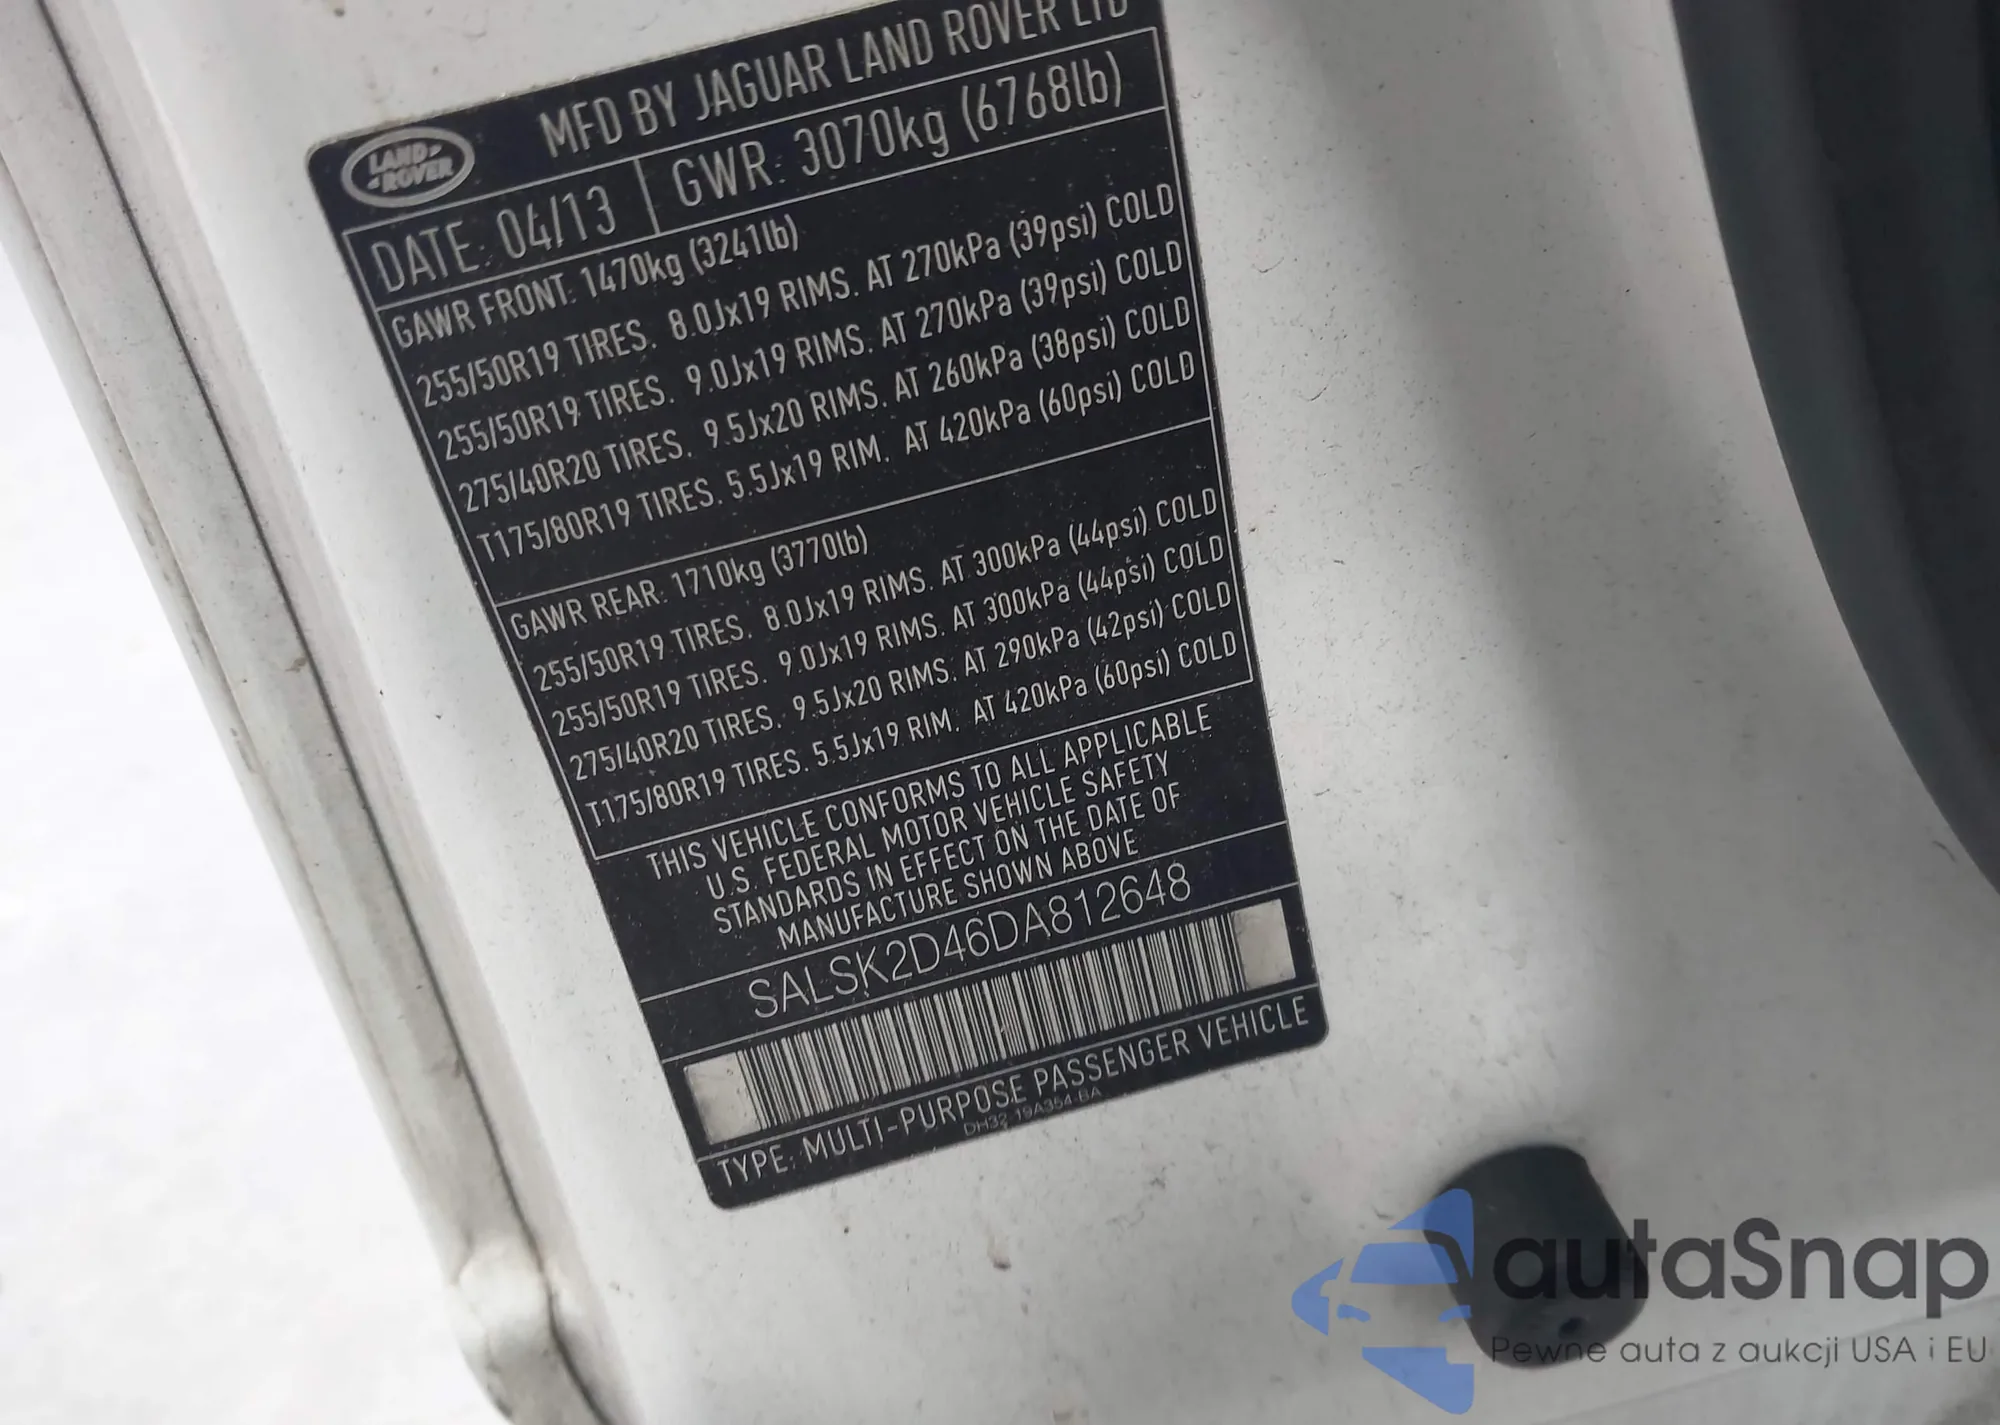 MFD BY JAGUAR LAND ROVER LTD
LAND-
-ROVER
DATE: 04/13 GWR: 3070kg (6768lb)
GAWR FRONT: 1470kg (3241lb)
255/50R19 TIRES. 8.0Jx19 RIMS. AT 270kPa (39psi) COLD
255/50R19 TIRES. 9.0Jx19 RIMS. AT 270kPa (39psi) COLD
275/40R20 TIRES. 9.5Jx20 RIMS. AT 260kPa (38psi) COLD
T175/80R19 TIRES. 5.5Jx19 RIM. AT 420kPa (60psi) COLD
GAWR REAR: 1710kg (3770lb)
255/50R19 TIRES. 8.0Jx19 RIMS. AT 300kPa (44psi) COLD
255/50R19 TIRES. 9.0Jx19 RIMS. AT 300kPa (44psi) COLD
275/40R20 TIRES. 9.5Jx20 RIMS. AT 290kPa (42psi) COLD
T175/80R19 TIRES. 5.5Jx19 RIM. AT 420kPa (60psi) COLD
THIS VEHICLE CONFORMS TO ALL APPLICABLE
U.S. FEDERAL MOTOR VEHICLE SAFETY
STANDARDS IN EFFECT ON THE DATE OF
MANUFACTURE SHOWN ABOVE
SALSK2D46DA812648
TYPE: MULTI-PURPOSE PASSENGER VEHICLE
DH32-19A354-BA
autaSnap
Pewne auta z aukcji USA i EU